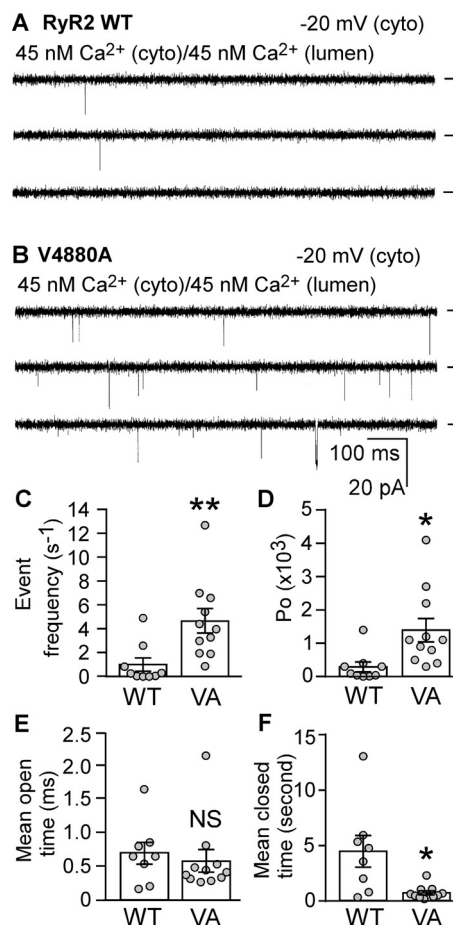 A RyR2 WT -20 mV (cyto)
45 nM Ca²⁺ (cyto)/45 nM Ca²⁺ (lumen)
B V4880A -20 mV (cyto)
45 nM Ca²⁺ (cyto)/45 nM Ca²⁺ (lumen)
100 ms
20 pA
C
Event
frequency (s⁻¹)
14
12
10
8
6
4
2
0
**
WT VA
D
Po (x10³)
5
4
3
2
1
0
*
WT VA
E
Mean open
time (ms)
2.5
2.0
1.5
1.0
0.5
0
NS
WT VA
F
Mean closed
time (second)
15
10
5
0
*
WT VA